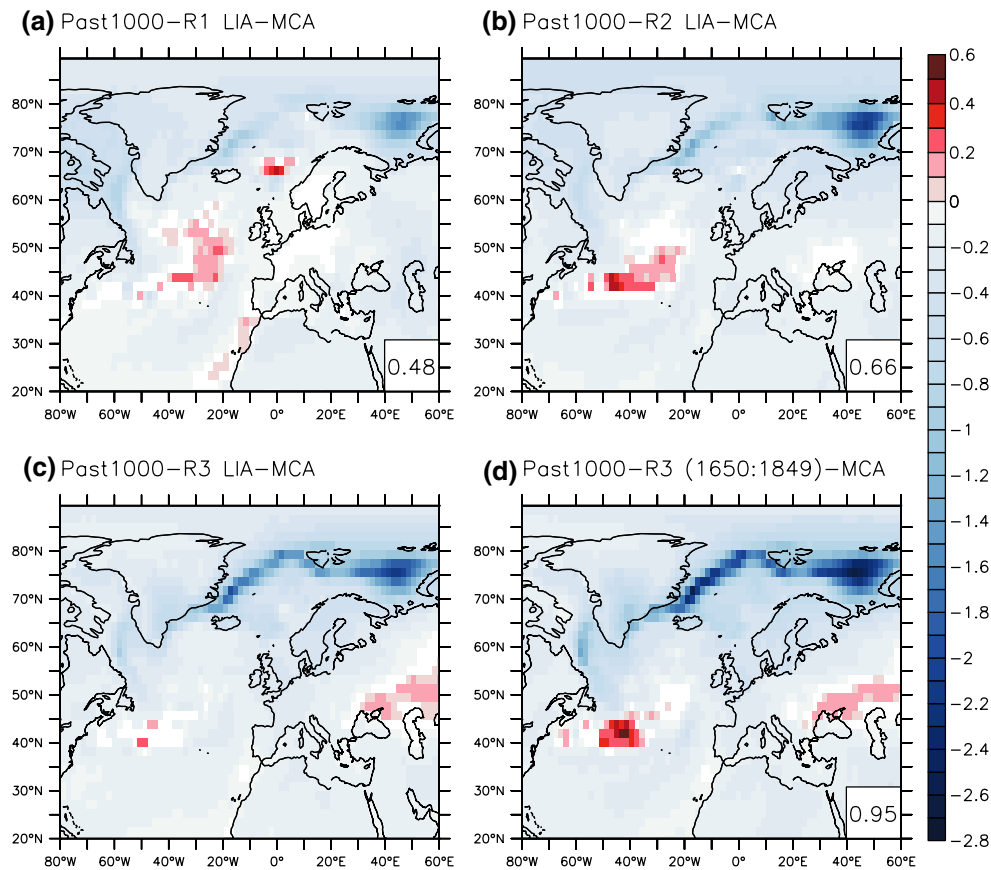 (a) Past1000-R1 LIA-MCA
80°N
70°N
60°N
50°N
40°N
30°N
20°N
80°W 60°W 40°W 20°W 0° 20°E 40°E 60°E
0.48
(b) Past1000-R2 LIA-MCA
80°N
70°N
60°N
50°N
40°N
30°N
20°N
80°W 60°W 40°W 20°W 0° 20°E 40°E 60°E
0.66
0.6
0.4
0.2
0
-0.2
-0.4
-0.6
-0.8
-1
-1.2
-1.4
-1.6
-1.8
-2
-2.2
-2.4
-2.6
-2.8
(c) Past1000-R3 LIA-MCA
80°N
70°N
60°N
50°N
40°N
30°N
20°N
80°W 60°W 40°W 20°W 0° 20°E 40°E 60°E
(d) Past1000-R3 (1650:1849)-MCA
80°N
70°N
60°N
50°N
40°N
30°N
20°N
80°W 60°W 40°W 20°W 0° 20°E 40°E 60°E
0.95